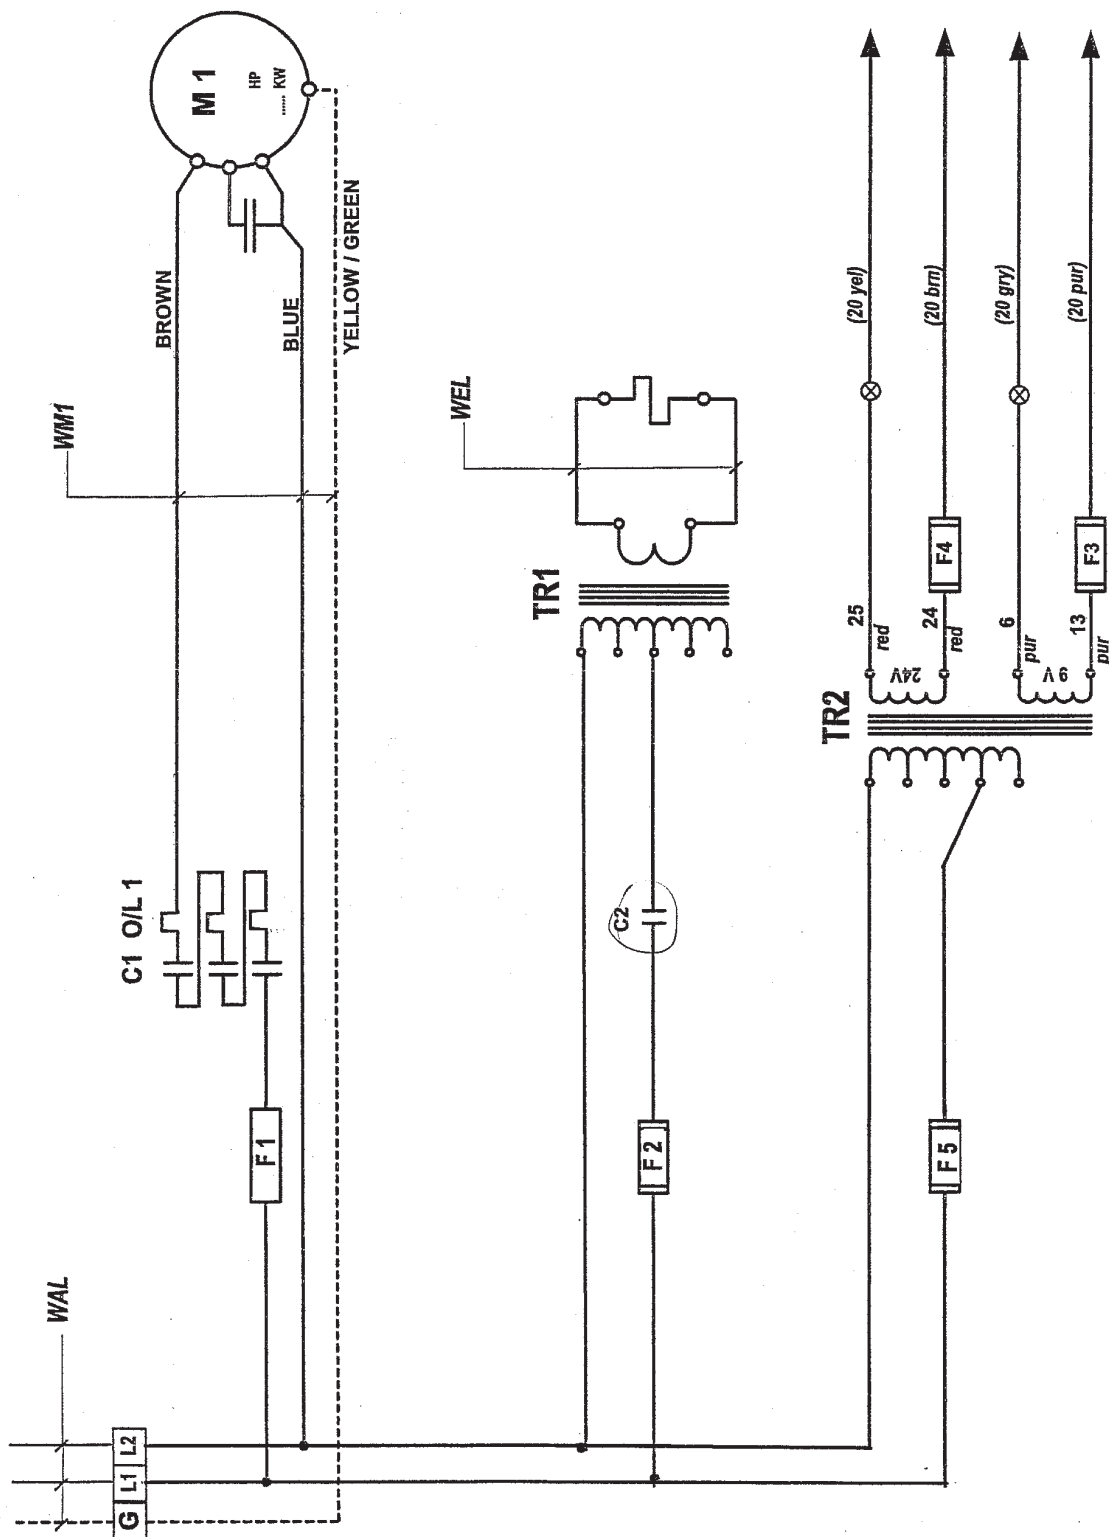 M 1
HP
...... KW
BROWN
BLUE
YELLOW / GREEN
WM1
C1 O/L 1
F 1
WAL
G
L1
L2
WEL
TR1
C2
F 2
TR2
24V
9 V
25
red
24
red
6
pur
13
pur
F4
F3
(20 yel)
(20 brn)
(20 gry)
(20 pur)
F 5